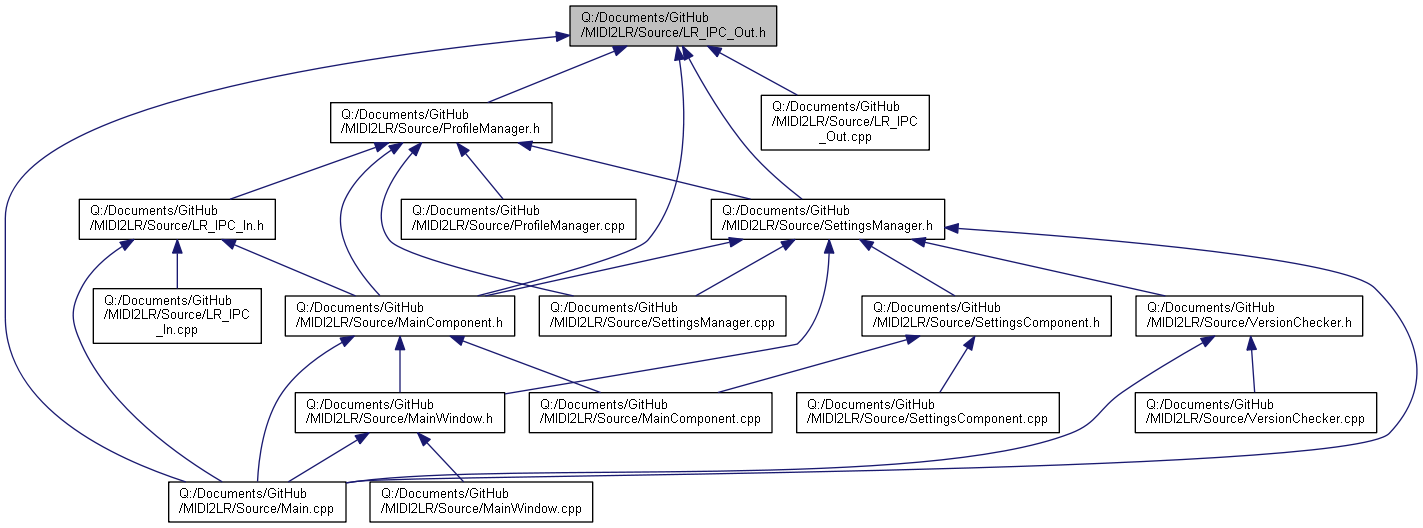 Q:/Documents/GitHub
/MIDI2LR/Source/LR_IPC_Out.h
Q:/Documents/GitHub
/MIDI2LR/Source/ProfileManager.h
Q:/Documents/GitHub
/MIDI2LR/Source/LR_IPC
_Out.cpp
Q:/Documents/GitHub
/MIDI2LR/Source/LR_IPC_In.h
Q:/Documents/GitHub
/MIDI2LR/Source/ProfileManager.cpp
Q:/Documents/GitHub
/MIDI2LR/Source/SettingsManager.h
Q:/Documents/GitHub
/MIDI2LR/Source/LR_IPC
_In.cpp
Q:/Documents/GitHub
/MIDI2LR/Source/MainComponent.h
Q:/Documents/GitHub
/MIDI2LR/Source/SettingsManager.cpp
Q:/Documents/GitHub
/MIDI2LR/Source/SettingsComponent.h
Q:/Documents/GitHub
/MIDI2LR/Source/VersionChecker.h
Q:/Documents/GitHub
/MIDI2LR/Source/MainWindow.h
Q:/Documents/GitHub
/MIDI2LR/Source/MainComponent.cpp
Q:/Documents/GitHub
/MIDI2LR/Source/SettingsComponent.cpp
Q:/Documents/GitHub
/MIDI2LR/Source/VersionChecker.cpp
Q:/Documents/GitHub
/MIDI2LR/Source/Main.cpp
Q:/Documents/GitHub
/MIDI2LR/Source/MainWindow.cpp